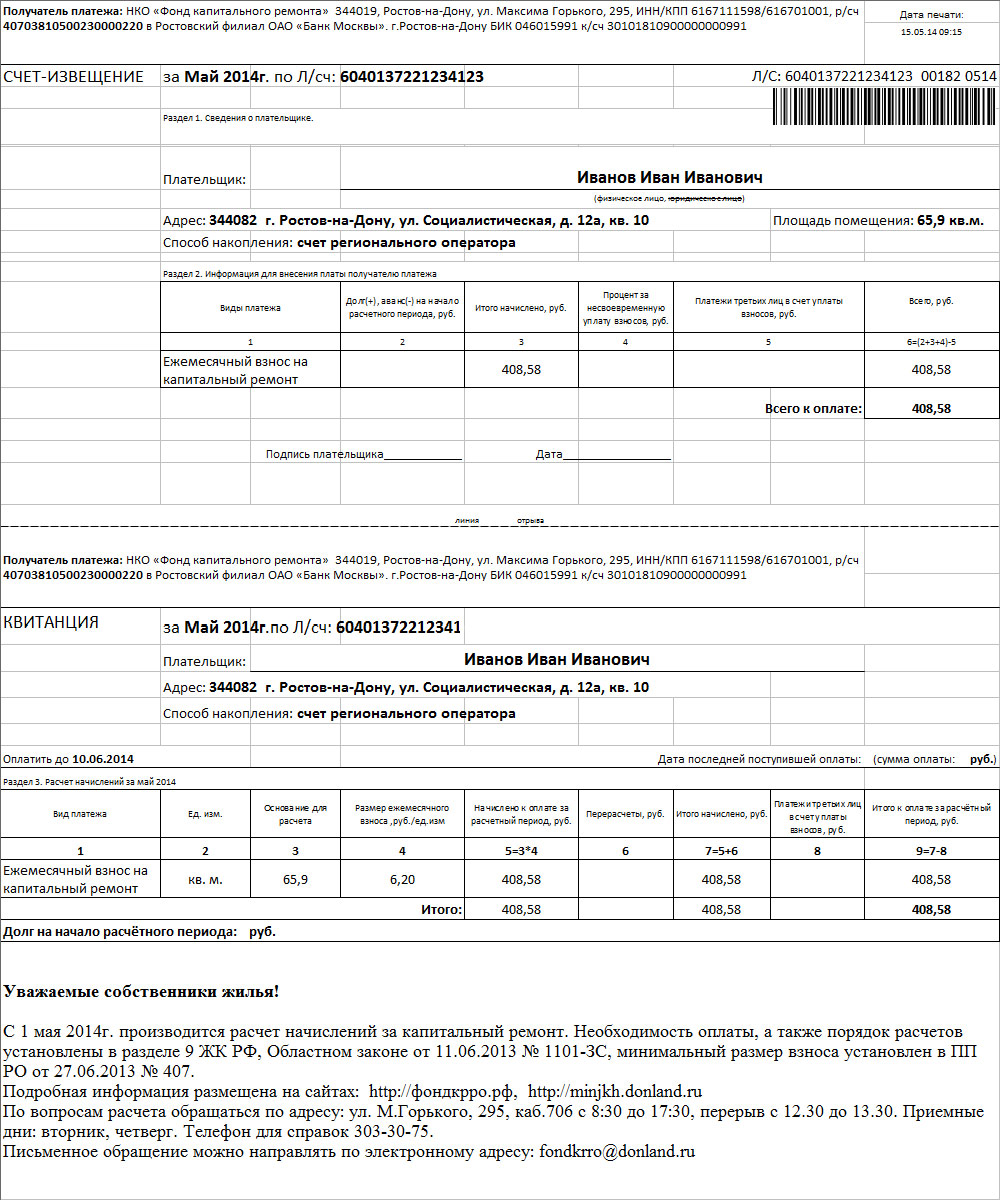 Получатель платежа: НКО «Фонд капитального ремонта» 344019, Ростов-на-Дону, ул. Максима Горького, 295, ИНН/КПП 6167111598/616701001, р/сч
40703810500230000220 в Ростовский филиал ОАО «Банк Москвы». г.Ростов-на-Дону БИК 046015991 к/сч 30101810900000000991
Дата печати:
15.05.14 09:15
СЧЕТ-ИЗВЕЩЕНИЕ за Май 2014г. по Л/сч: 6040137221234123
Л/С: 6040137221234123 00182 0514
Раздел 1. Сведения о плательщике.
Плательщик: Иванов Иван Иванович
(физическое лицо, юридическое лицо)
Адрес: 344082 г. Ростов-на-Дону, ул. Социалистическая, д. 12а, кв. 10 Площадь помещения: 65,9 кв.м.
Способ накопления: счет регионального оператора
Раздел 2. Информация для внесения платы получателю платежа
Виды платежа
Долг(+), аванс(-) на начало
расчетного периода, руб.
Итого начислено, руб.
Процент за
несвоевременную
уплату взносов, руб.
Платежи третьих лиц в счет уплаты
взносов, руб.
Всего, руб.
1 2 3 4 5 6=(2+3+4)-5
Ежемесячный взнос на
капитальный ремонт
408,58 408,58
Всего к оплате: 408,58
Подпись плательщика____________ Дата________________
линия отрыва
Получатель платежа: НКО «Фонд капитального ремонта» 344019, Ростов-на-Дону, ул. Максима Горького, 295, ИНН/КПП 6167111598/616701001, р/сч
40703810500230000220 в Ростовский филиал ОАО «Банк Москвы». г.Ростов-на-Дону БИК 046015991 к/сч 30101810900000000991
КВИТАНЦИЯ за Май 2014г.по Л/сч: 60401372212341
Плательщик: Иванов Иван Иванович
Адрес: 344082 г. Ростов-на-Дону, ул. Социалистическая, д. 12а, кв. 10
Способ накопления: счет регионального оператора
Оплатить до 10.06.2014 Дата последней поступившей оплаты: (сумма оплаты: руб.)
Раздел 3. Расчет начислений за май 2014
Вид платежа
Ед. изм.
Основание для
расчета
Размер ежемесячного
взноса ,руб./ед.изм
Начислено к оплате за
расчетный период, руб.
Перерасчеты, руб.
Итого начислено, руб.
Платежи третьих лиц
в счет уплаты
взносов, руб.
Итого к оплате за расчётный
период, руб.
1 2 3 4 5=3*4 6 7=5+6 8 9=7-8
Ежемесячный взнос на
капитальный ремонт
кв. м. 65,9 6,20 408,58 408,58 408,58
Итого: 408,58 408,58 408,58
Долг на начало расчётного периода: руб.
Уважаемые собственники жилья!
С 1 мая 2014г. производится расчет начислений за капитальный ремонт. Необходимость оплаты, а также порядок расчетов
установлены в разделе 9 ЖК РФ, Областном законе от 11.06.2013 № 1101-ЗС, минимальный размер взноса установлен в ПП
РО от 27.06.2013 № 407.
Подробная информация размещена на сайтах: http://фондкрро.рф, http://minjkh.donland.ru
По вопросам расчета обращаться по адресу: ул. М.Горького, 295, каб.706 с 8:30 до 17:30, перерыв с 12.30 до 13.30. Приемные
дни: вторник, четверг. Телефон для справок 303-30-75.
Письменное обращение можно направлять по электронному адресу: fondkrro@donland.ru